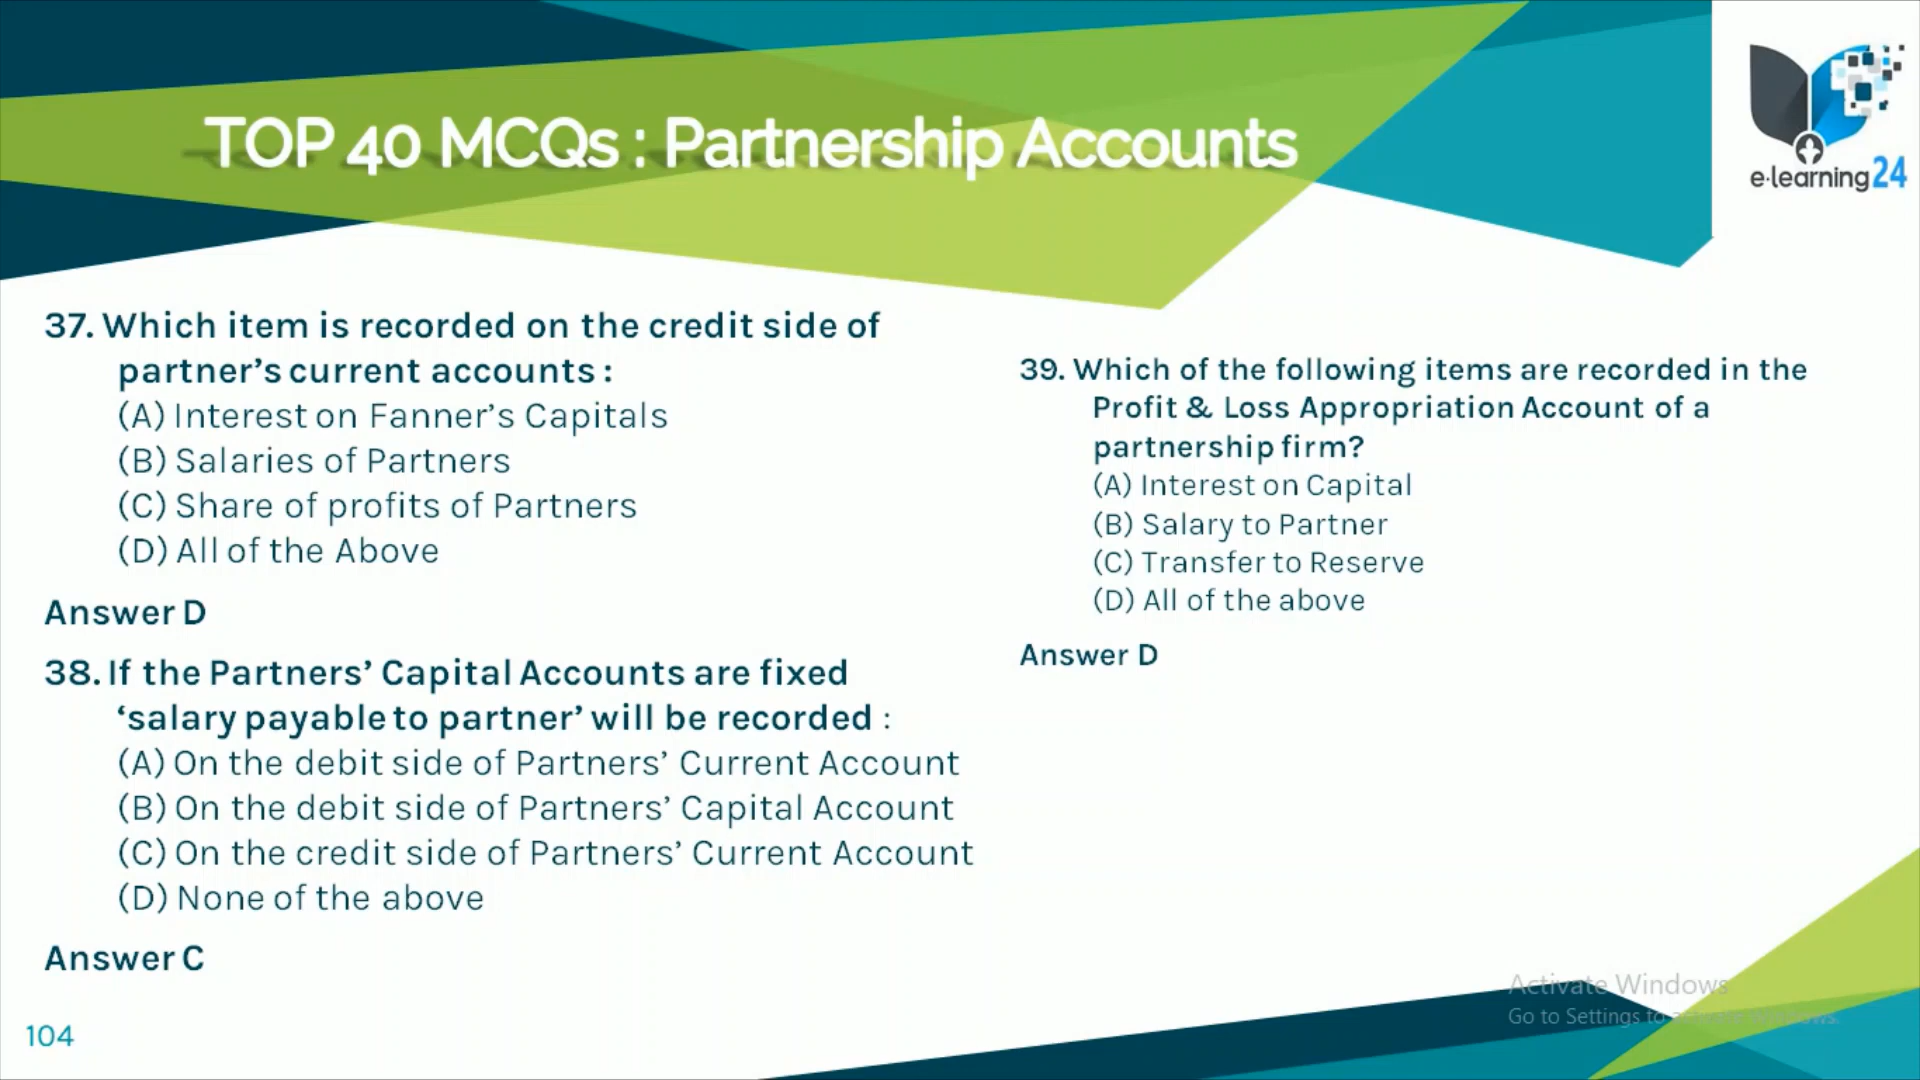 TOP 40 MCQs : Partnership Accounts
e-learning24
37. Which item is recorded on the credit side of
partner's current accounts :
(A) Interest on Fanner's Capitals
(B) Salaries of Partners
(C) Share of profits of Partners
(D) All of the Above
Answer D
38. If the Partners' Capital Accounts are fixed
‘salary payable to partner’ will be recorded :
(A) On the debit side of Partners’ Current Account
(B) On the debit side of Partners’ Capital Account
(C) On the credit side of Partners’ Current Account
(D) None of the above
Answer C
39. Which of the following items are recorded in the
Profit & Loss Appropriation Account of a
partnership firm?
(A) Interest on Capital
(B) Salary to Partner
(C) Transfer to Reserve
(D) All of the above
Answer D
Activate Windows
Go to Settings to activate Windows.
104